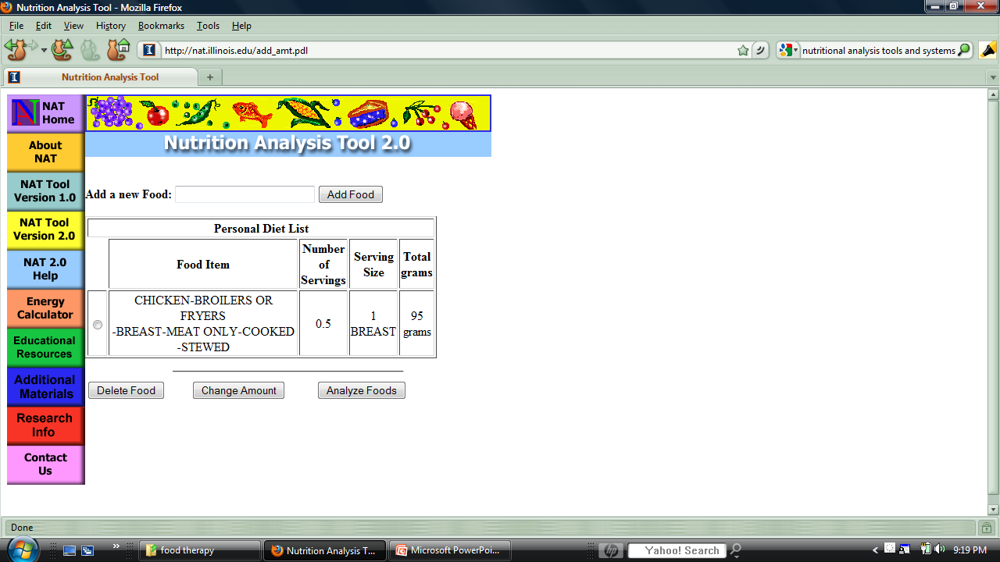 Nutrition Analysis Tool - Mozilla Firefox
File Edit View History Bookmarks Tools Help
http://nat.illinois.edu/add_amt.pdl
nutritional analysis tools and systems
Nutrition Analysis Tool
NAT
Home
About
NAT
NAT Tool
Version 1.0
NAT Tool
Version 2.0
NAT 2.0
Help
Energy
Calculator
Educational
Resources
Additional
Materials
Research
Info
Contact
Us
Nutrition Analysis Tool 2.0
Add a new Food: Add Food
Personal Diet List
Food Item
Number
of
Servings
Serving
Size
Total
grams
CHICKEN-BROILERS OR
FRYERS
-BREAST-MEAT ONLY-COOKED
-STEWED
0.5
1
BREAST
95
grams
Delete Food Change Amount Analyze Foods
Done
food therapy
Nutrition Analysis T...
Microsoft PowerPoi...
hp
Yahoo! Search
9:19 PM